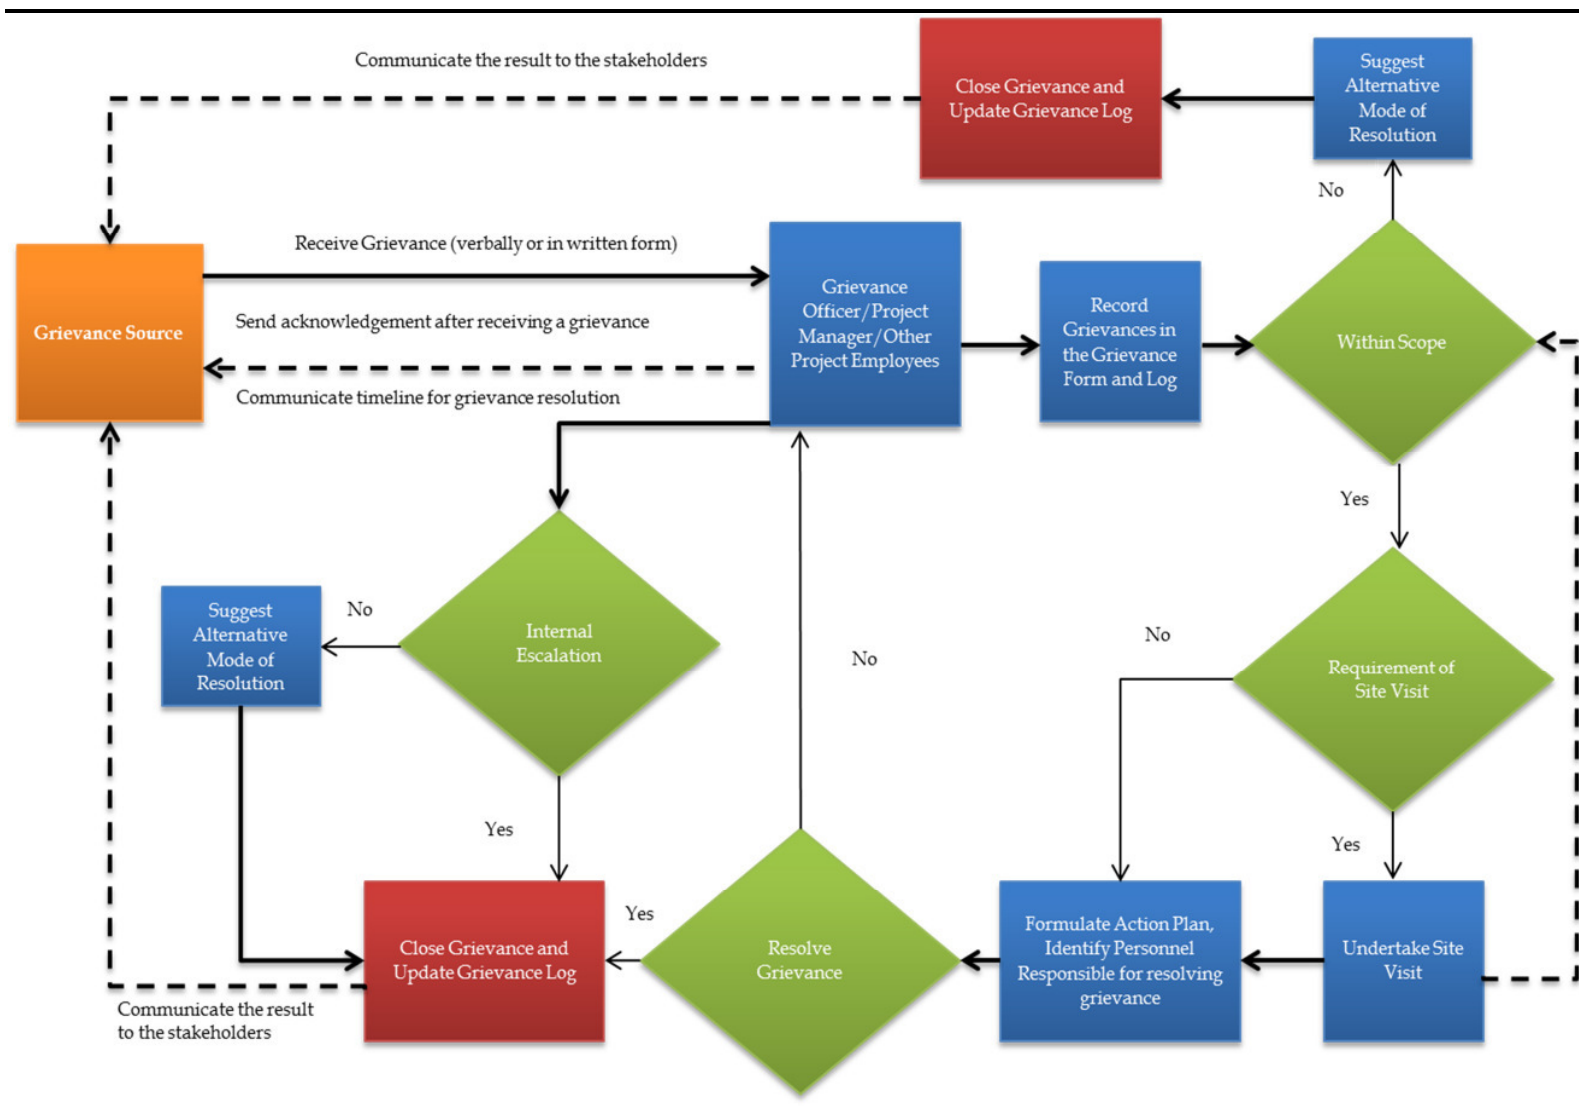 Communicate the result to the stakeholders
Close Grievance and
Update Grievance Log
Suggest
Alternative
Mode of
Resolution
No
Receive Grievance (verbally or in written form)
Grievance Source
Send acknowledgement after receiving a grievance
Communicate timeline for grievance resolution
Grievance
Officer/Project
Manager/Other
Project Employees
Record
Grievances in
the Grievance
Form and Log
Within Scope
Yes
Suggest
Alternative
Mode of
Resolution
No
Internal
Escalation
No
No
Requirement of
Site Visit
Yes
Yes
Yes
Close Grievance and
Update Grievance Log
Resolve
Grievance
Formulate Action Plan,
Identify Personnel
Responsible for resolving
grievance
Undertake Site
Visit
Communicate the result
to the stakeholders